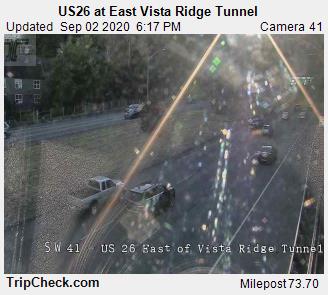 US26 at East Vista Ridge Tunnel
Updated Sep 02 2020 6:17 PM Camera 41
SW 41 - US 26 East of Vista Ridge Tunnel
TripCheck.com Milepost 73.70